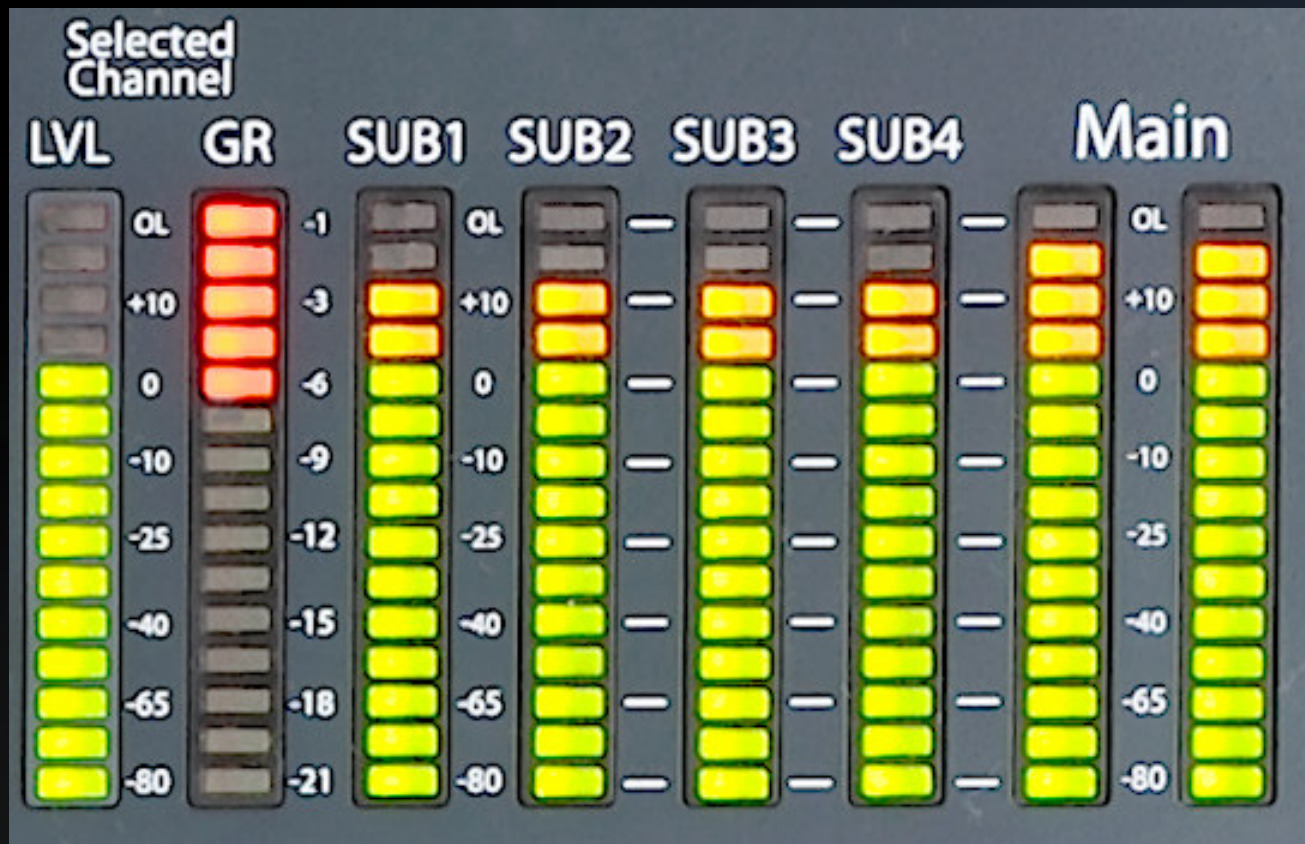 Selected
Channel
LVL GR SUB1 SUB2 SUB3 SUB4 Main
OL -1 OL OL
+10 -3 +10 +10
0 -6 0 0
-10 -9 -10 -10
-25 -12 -25 -25
-40 -15 -40 -40
-65 -18 -65 -65
-80 -21 -80 -80